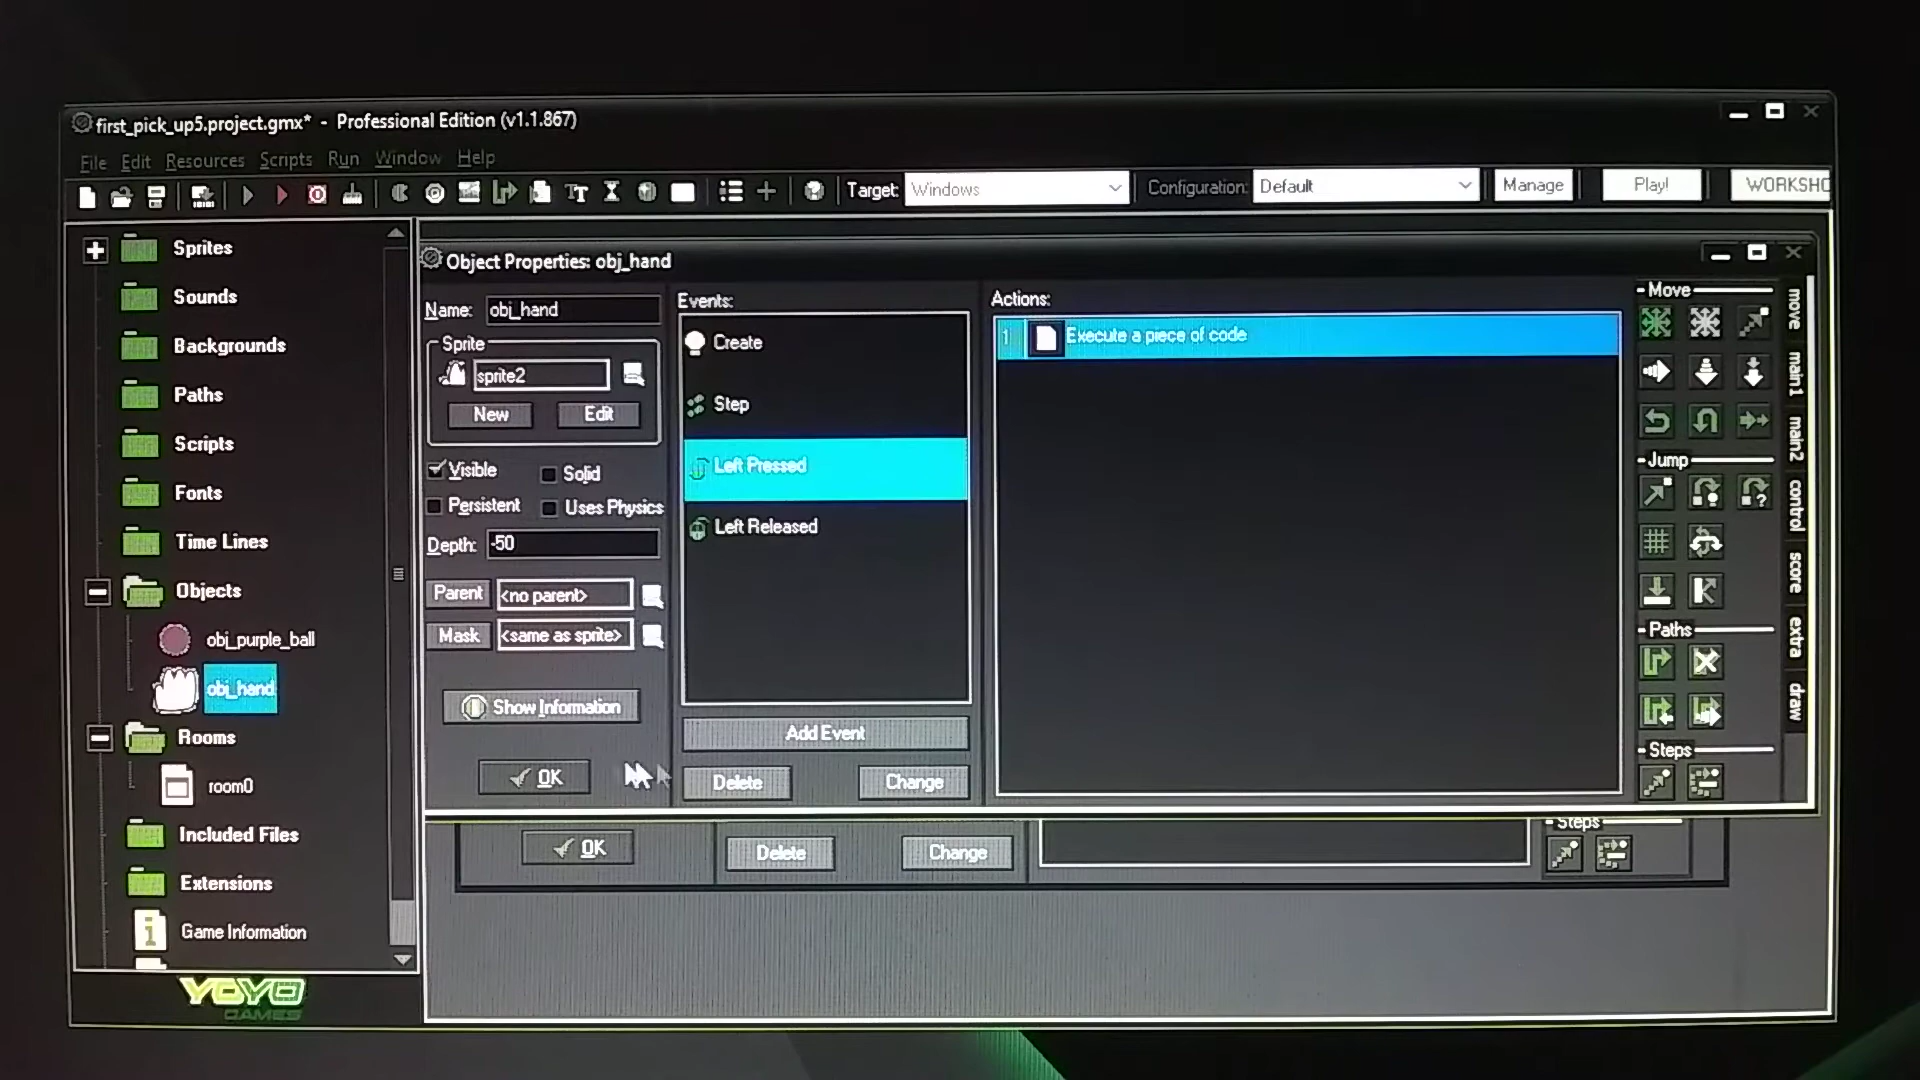 first_pick_up5.project.gmx* - Professional Edition (v1.1.867)
File Edit Resources Scripts Run Window Help
Target: Windows Configuration: Default Manage Play! WORKSHO
Sprites
Sounds
Backgrounds
Paths
Scripts
Fonts
Time Lines
Objects
obj_purple_ball
obj_hand
Rooms
room0
Included Files
Extensions
Game Information
YOYO
GAMES
Object Properties: obj_hand
Name: obj_hand
Sprite
sprite2
New Edit
Visible Solid
Persistent Uses Physics
Depth: -50
Parent <no parent>
Mask <same as sprite>
Show Information
OK
Events:
Create
Step
Left Pressed
Left Released
Add Event
Delete Change
Actions:
1 Execute a piece of code
Move
Jump
Paths
Steps
move
main1
main2
control
score
extra
draw
OK Delete Change
Steps